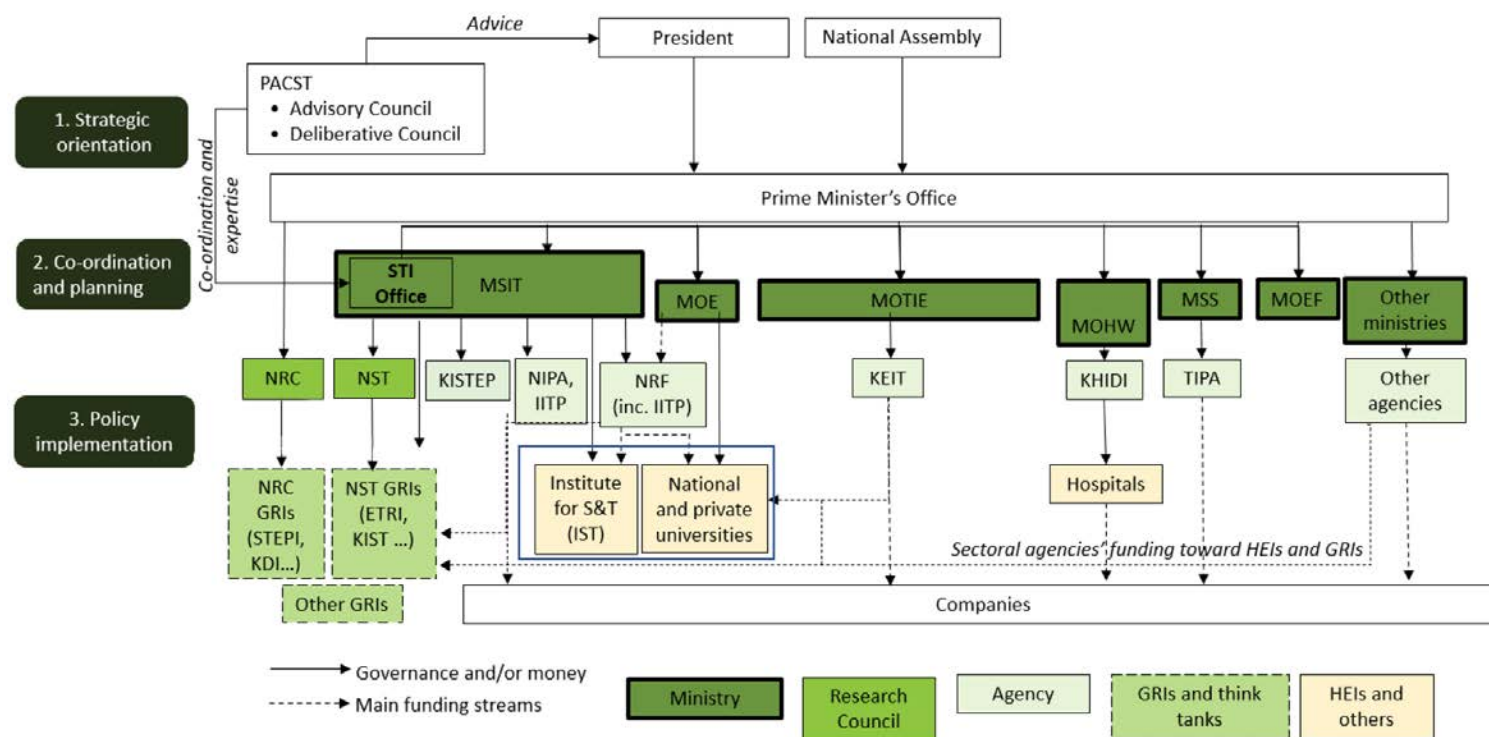 Advice
President
National Assembly
PACST
• Advisory Council
• Deliberative Council
1. Strategic
orientation
Co-ordination and
expertise
Prime Minister's Office
2. Co-ordination
and planning
STI
Office
MSIT
MOE
MOTIE
MOHW
MSS
MOEF
Other
ministries
NRC
NST
KISTEP
NIPA,
IITP
NRF
(inc. IITP)
KEIT
KHIDI
TIPA
Other
agencies
3. Policy
implementation
NRC
GRIs
(STEPI,
KDI...)
NST GRIs
(ETRI,
KIST ...)
Institute
for S&T
(IST)
National
and private
universities
Hospitals
Sectoral agencies' funding toward HEIs and GRIs
Other GRIs
Companies
Governance and/or money
Main funding streams
Ministry
Research
Council
Agency
GRIs and think
tanks
HEIs and
others